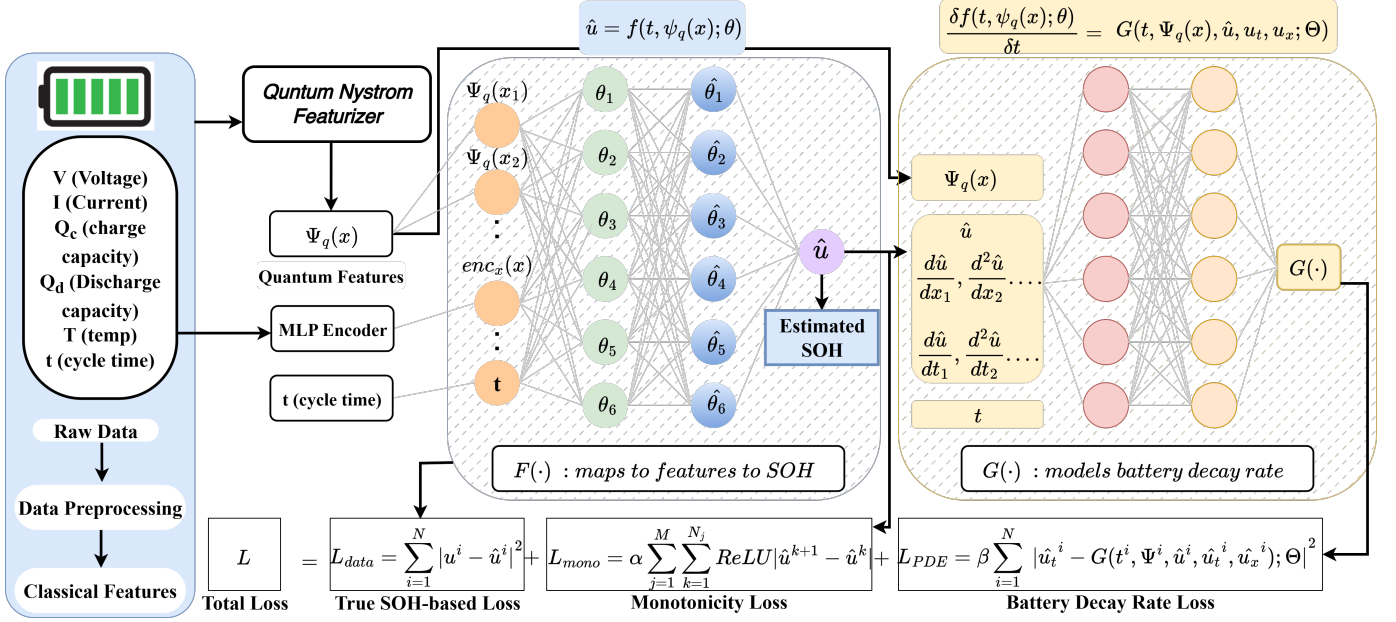 û = f(t, ψ_q(x); θ)
δf(t, ψ_q(x); θ) / δt = G(t, Ψ_q(x), û, u_t, u_x; Θ)
Quntum Nystrom
Featurizer
V (Voltage)
I (Current)
Q_c (charge
capacity)
Q_d (Discharge
capacity)
T (temp)
t (cycle time)
Raw Data
Data Preprocessing
Classical Features
Ψ_q(x)
Quantum Features
MLP Encoder
t (cycle time)
Ψ_q(x_1)
Ψ_q(x_2)
⋮
enc_x(x)
⋮
t
θ_1
θ_2
θ_3
θ_4
θ_5
θ_6
θ̂_1
θ̂_2
θ̂_3
θ̂_4
θ̂_5
θ̂_6
û
Estimated
SOH
F(·) : maps to features to SOH
Ψ_q(x)
û
dû/dx_1, d²û/dx_2 ....
dû/dt_1, d²û/dt_2 ....
t
G(·)
G(·) : models battery decay rate
L = L_data = ∑_{i=1}^{N} |u^i − û^i|² + L_mono = α ∑_{j=1}^{M} ∑_{k=1}^{N_j} ReLU|û^{k+1} − û^k| + L_PDE = β ∑_{i=1}^{N} |û_t^i − G(t^i, Ψ^i, û^i, û_t^i, û_x^i); Θ|²
Total Loss
True SOH-based Loss
Monotonicity Loss
Battery Decay Rate Loss